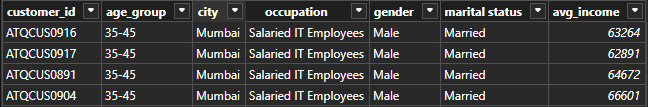 customer_id age_group city occupation gender marital status avg_income
ATQCUS0916 35-45 Mumbai Salaried IT Employees Male Married 63264
ATQCUS0917 35-45 Mumbai Salaried IT Employees Male Married 62891
ATQCUS0891 35-45 Mumbai Salaried IT Employees Male Married 64672
ATQCUS0904 35-45 Mumbai Salaried IT Employees Male Married 66601